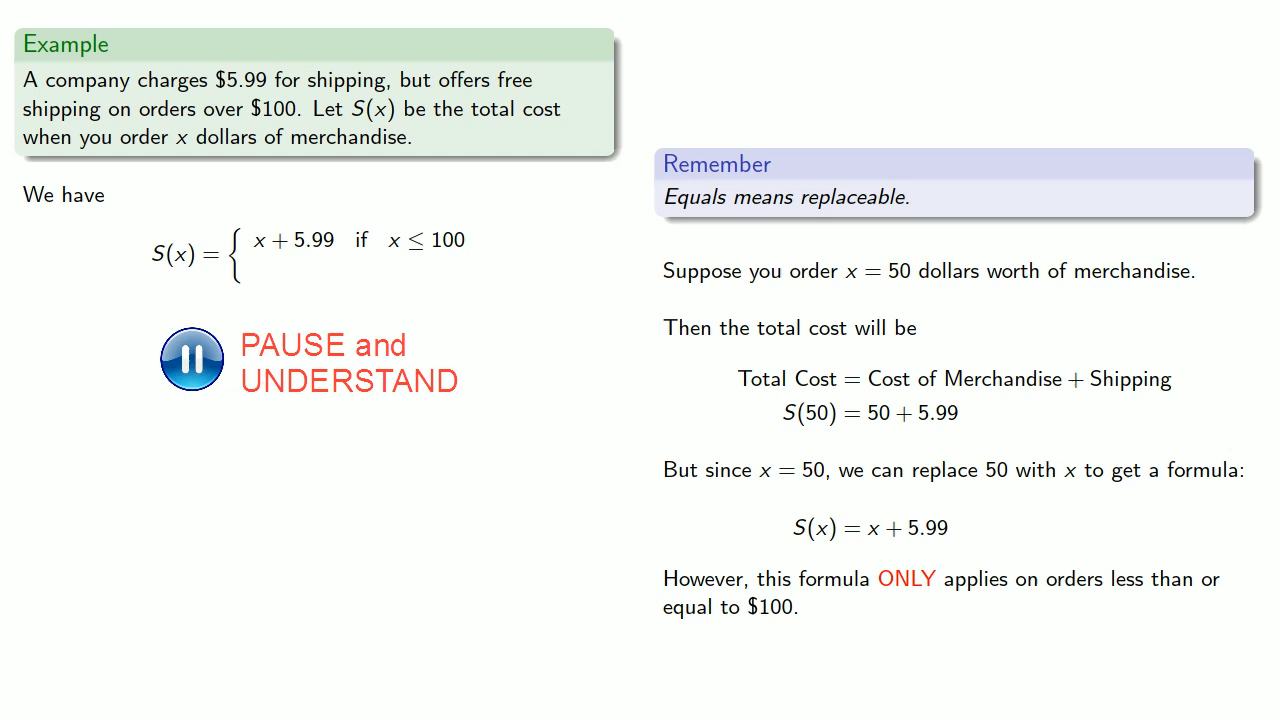 Example
A company charges $5.99 for shipping, but offers free
shipping on orders over $100. Let S(x) be the total cost
when you order x dollars of merchandise.
We have
S(x) = { x + 5.99 if x ≤ 100
PAUSE and
UNDERSTAND
Remember
Equals means replaceable.
Suppose you order x = 50 dollars worth of merchandise.
Then the total cost will be
Total Cost = Cost of Merchandise + Shipping
S(50) = 50 + 5.99
But since x = 50, we can replace 50 with x to get a formula:
S(x) = x + 5.99
However, this formula ONLY applies on orders less than or
equal to $100.